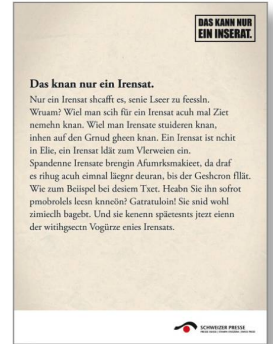 DAS KANN NUR
EIN INSERAT.
Das knan nur ein Irensat.
Nur ein Irensat shcafft es, senie Lseer zu feessln.
Wruam? Wiel man scih für ein Irensat acuh mal Ziet
nemehn knan. Wiel man Irensate stuideren knan,
inhen auf den Grnud gheen knan. Ein Irensat ist nchit
in Elie, ein Irensat ldät zum Vlerweien ein.
Spandenne Irensate brengin Afumrksmakieet, da draf
es rihug acuh eimnal läegnr deuran, bis der Geshcron fllät.
Wie zum Beiispel bei desiem Txet. Heabn Sie ihn sofrot
pmobrolels leesn knneön? Gatratuloin! Sie snid wohl
zimieclh bagebt. Und sie kenenn späetesnts jtezt eienn
der witihgsectn Vogürze enies Irensats.
SCHWEIZER PRESSE